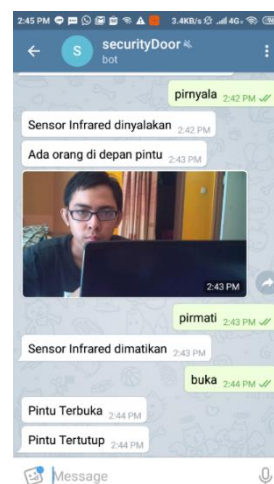 2:45 PM 3.4KB/s 4G
S securityDoor
bot
pirnyala 2:42 PM
Sensor Infrared dinyalakan 2:42 PM
Ada orang di depan pintu 2:43 PM
2:43 PM
pirmati 2:43 PM
Sensor Infrared dimatikan 2:43 PM
buka 2:44 PM
Pintu Terbuka 2:44 PM
Pintu Tertutup 2:44 PM
Message